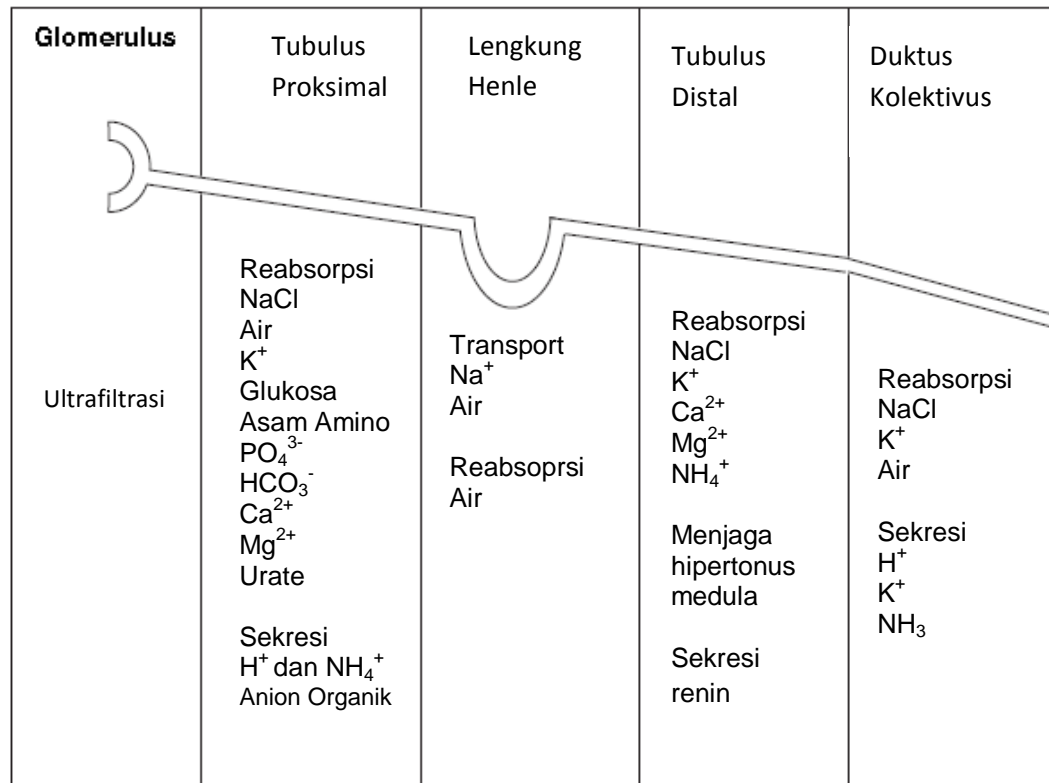 Glomerulus
Ultrafiltrasi
Tubulus
Proksimal
Reabsorpsi
NaCl
Air
K⁺
Glukosa
Asam Amino
PO₄³⁻
HCO₃⁻
Ca²⁺
Mg²⁺
Urate
Sekresi
H⁺ dan NH₄⁺
Anion Organik
Lengkung
Henle
Transport
Na⁺
Air
Reabsoprsi
Air
Tubulus
Distal
Reabsorpsi
NaCl
K⁺
Ca²⁺
Mg²⁺
NH₄⁺
Menjaga
hipertonus
medula
Sekresi
renin
Duktus
Kolektivus
Reabsorpsi
NaCl
K⁺
Air
Sekresi
H⁺
K⁺
NH₃